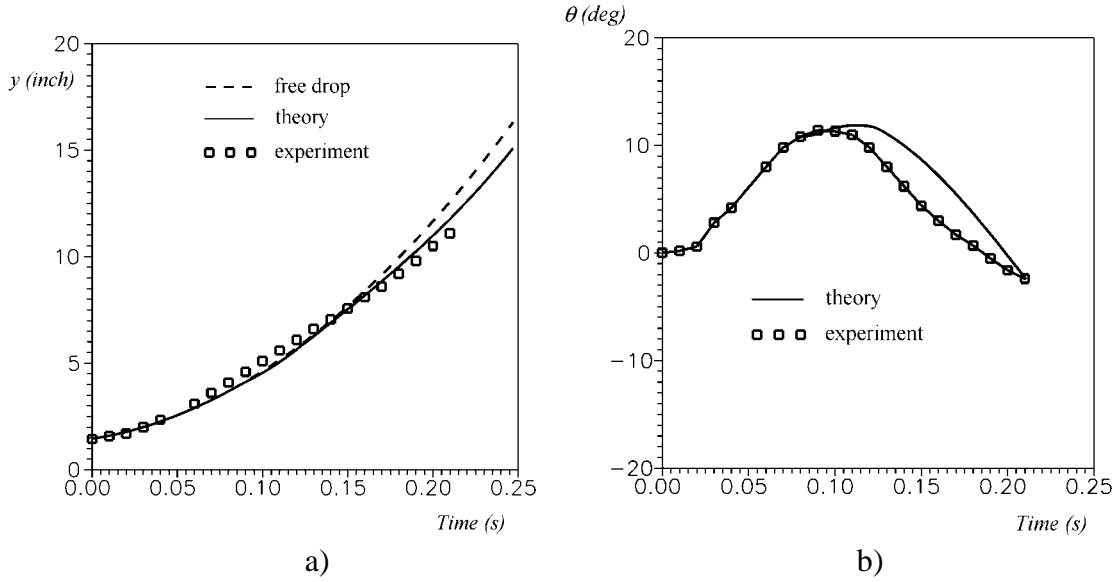 20
y (inch)
15
10
5
0
0.00 0.05 0.10 0.15 0.20 0.25
Time (s)
free drop
theory
experiment
a)
θ (deg)
20
10
0
−10
−20
0.00 0.05 0.10 0.15 0.20 0.25
Time (s)
theory
experiment
b)